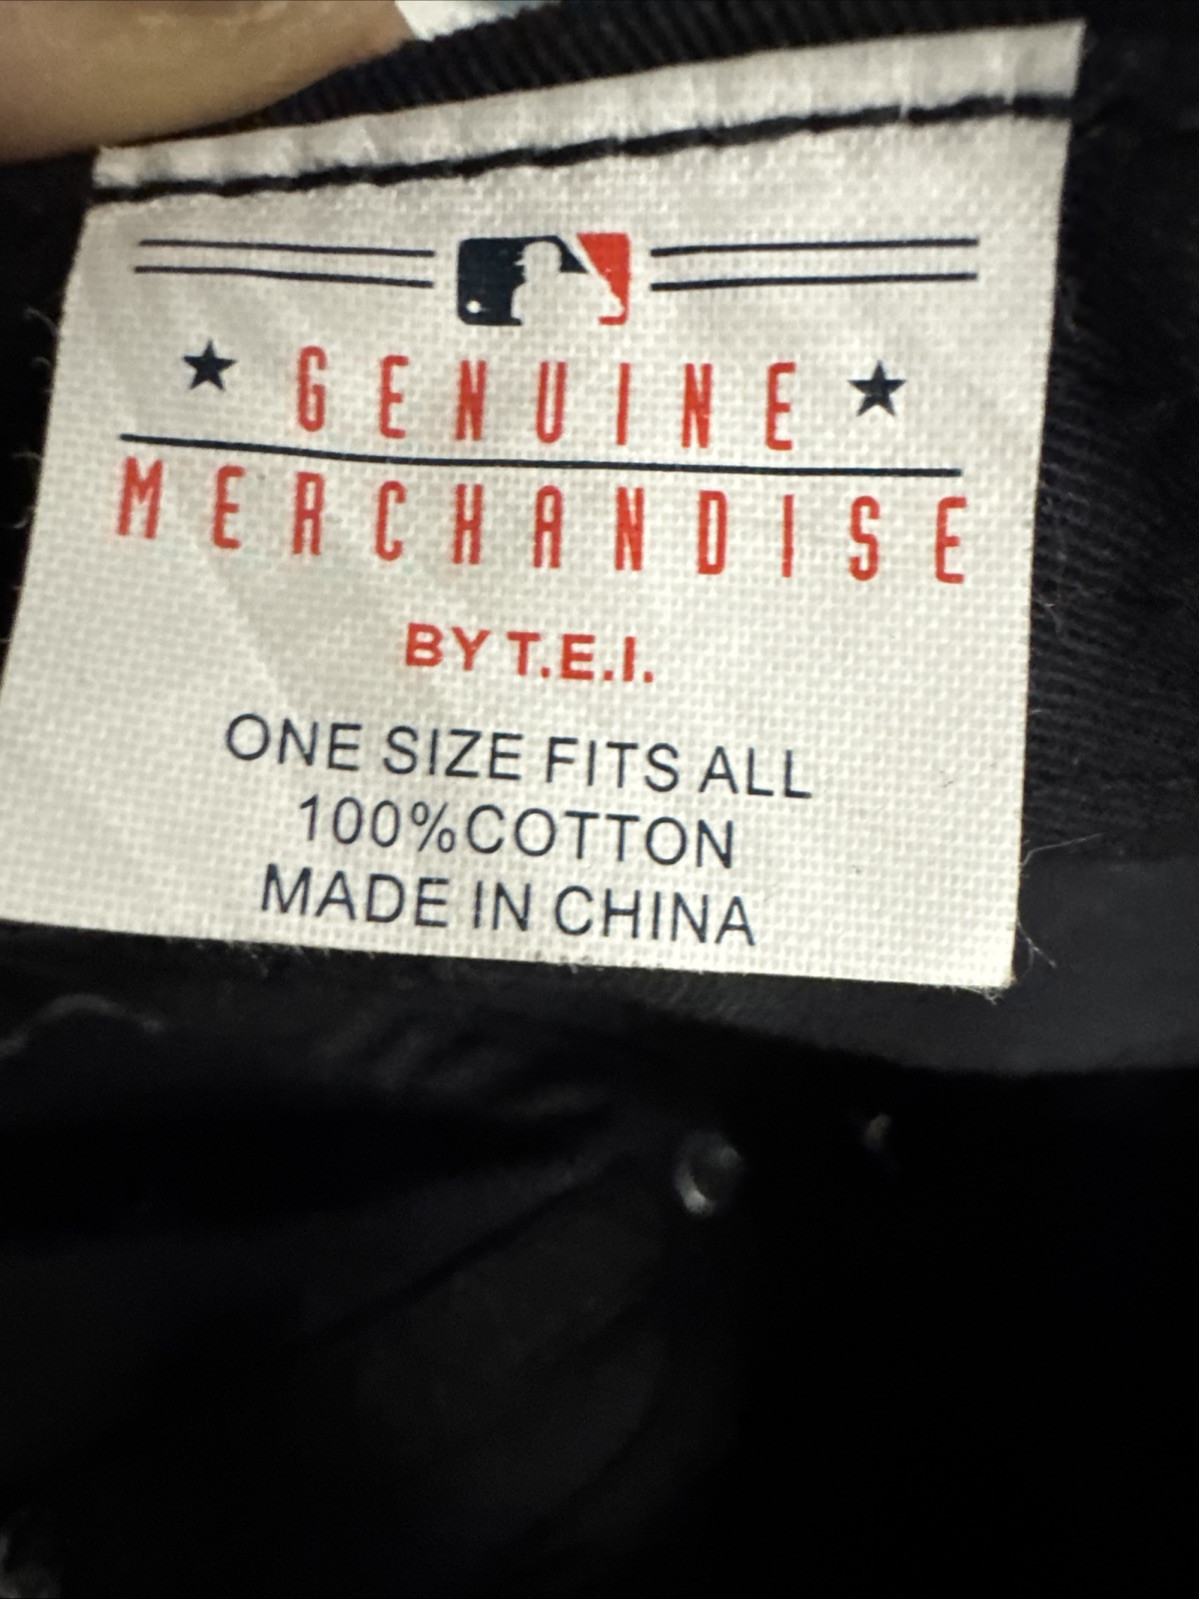 GENUINE
MERCHANDISE
BY T.E.I.
ONE SIZE FITS ALL
100%COTTON
MADE IN CHINA